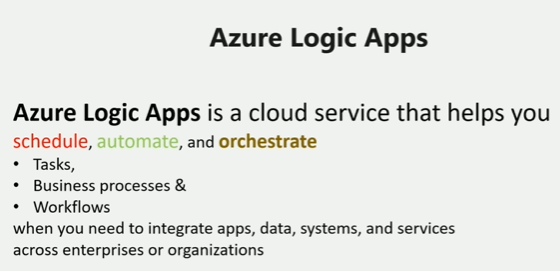 Azure Logic Apps
Azure Logic Apps is a cloud service that helps you
schedule, automate, and orchestrate
• Tasks,
• Business processes &
• Workflows
when you need to integrate apps, data, systems, and services
across enterprises or organizations